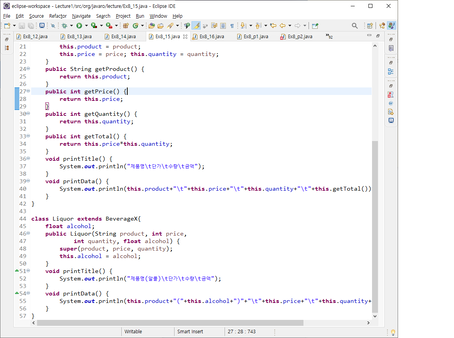 eclipse-workspace - Lecture1/src/org/javaro/lecture/Ex8_15.java - Eclipse IDE
File Edit Source Refactor Navigate Search Project Run Window Help
Ex8_12.java Ex8_13.java Ex8_14.java Ex8_15.java Ex8_16.java Ex8_p1.java Ex8_p2.java
21 this.product = product;
22 this.price = price; this.quantity = quantity;
23 }
24 public String getProduct() {
25 return this.product;
26 }
27 public int getPrice() {
28 return this.price;
29 }
30 public int getQuantity() {
31 return this.quantity;
32 }
33 public int getTotal() {
34 return this.price*this.quantity;
35 }
36 void printTitle() {
37 System.out.println("제품명\t단가\t수량\t금액");
38 }
39 void printData() {
40 System.out.println(this.product+"\t"+this.price+"\t"+this.quantity+"\t"+this.getTotal())
41 }
42 }
43
44 class Liquor extends BeverageX{
45 float alcohol;
46 public Liquor(String product, int price,
47 int quantity, float alcohol) {
48 super(product, price, quantity);
49 this.alcohol = alcohol;
50 }
51 void printTitle() {
52 System.out.println("제품명(알콜)\t단가\t수량\t금액");
53 }
54 void printData() {
55 System.out.println(this.product+"("+this.alcohol+")"+"\t"+this.price+"\t"+this.quantity+
56 }
57 }
Writable Smart Insert 27 : 28 : 743